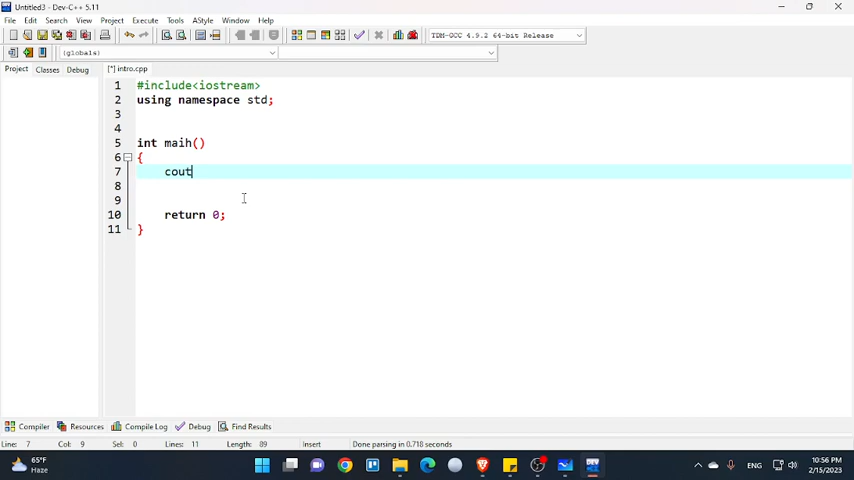 Untitled3 - Dev-C++ 5.11
File Edit Search View Project Execute Tools AStyle Window Help
TDM-GCC 4.9.2 64-bit Release
(globals)
Project Classes Debug [*] intro.cpp
1 #include<iostream>
2 using namespace std;
3
4
5 int maih()
6 {
7 cout
8
9
10 return 0;
11 }
Compiler Resources Compile Log Debug Find Results
Line: 7 Col: 9 Sel: 0 Lines: 11 Length: 89 Insert Done parsing in 0.718 seconds
65°F
Haze
ENG
10:56 PM
2/15/2023